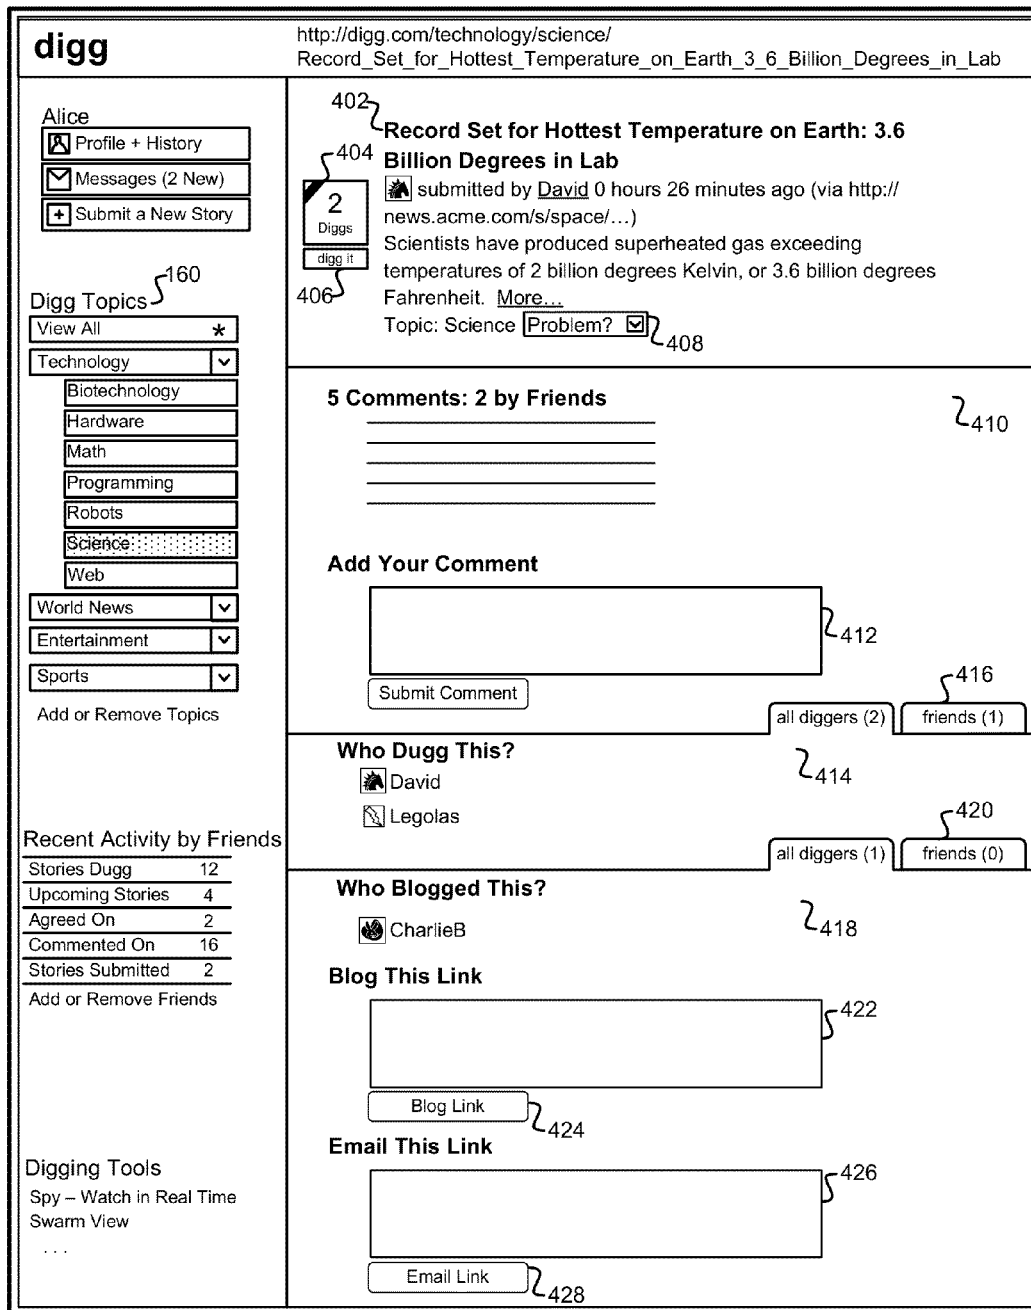 digg
http://digg.com/technology/science/
Record_Set_for_Hottest_Temperature_on_Earth_3_6_Billion_Degrees_in_Lab
Alice
Profile + History
Messages (2 New)
Submit a New Story
160
Digg Topics
View All *
Technology
Biotechnology
Hardware
Math
Programming
Robots
Science
Web
World News
Entertainment
Sports
Add or Remove Topics
Recent Activity by Friends
Stories Dugg 12
Upcoming Stories 4
Agreed On 2
Commented On 16
Stories Submitted 2
Add or Remove Friends
Digging Tools
Spy – Watch in Real Time
Swarm View
. . .
402
Record Set for Hottest Temperature on Earth: 3.6
Billion Degrees in Lab
404
2
Diggs
digg it
406
submitted by David 0 hours 26 minutes ago (via http://
news.acme.com/s/space/…)
Scientists have produced superheated gas exceeding
temperatures of 2 billion degrees Kelvin, or 3.6 billion degrees
Fahrenheit. More…
Topic: Science Problem?
408
5 Comments: 2 by Friends
410
Add Your Comment
412
Submit Comment
416
all diggers (2) friends (1)
Who Dugg This?
414
David
Legolas
420
all diggers (1) friends (0)
Who Blogged This?
418
CharlieB
Blog This Link
422
Blog Link
424
Email This Link
426
Email Link
428